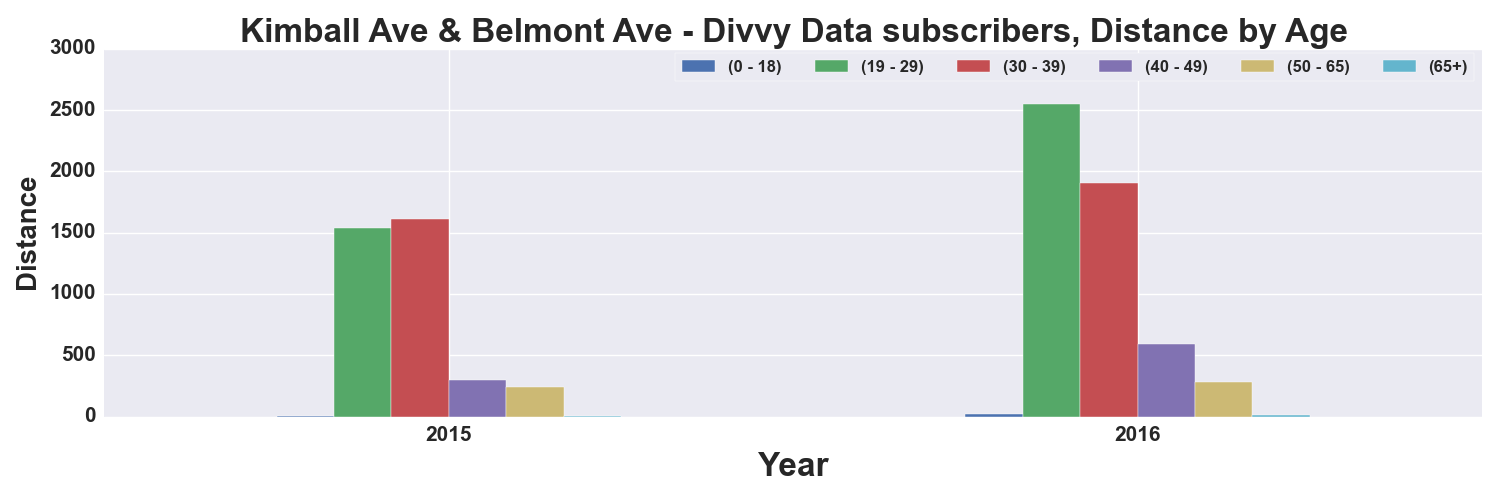 Kimball Ave & Belmont Ave - Divvy Data subscribers, Distance by Age
(0 - 18) (19 - 29) (30 - 39) (40 - 49) (50 - 65) (65+)
3000
2500
2000
1500
1000
500
0
Distance
2015 2016
Year